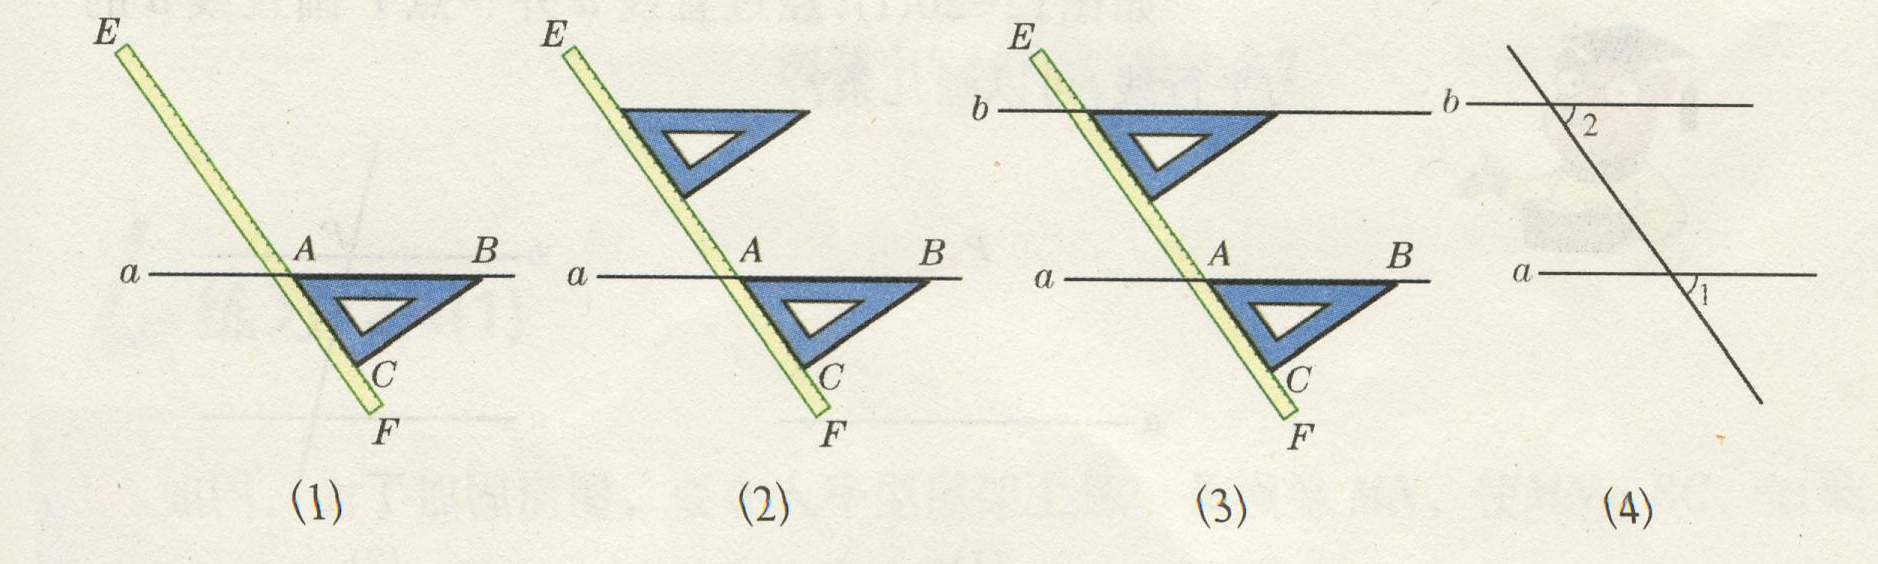 E E E
b b 2
A B A B A B
a a a a 1
C C C
F F F
(1) (2) (3) (4)